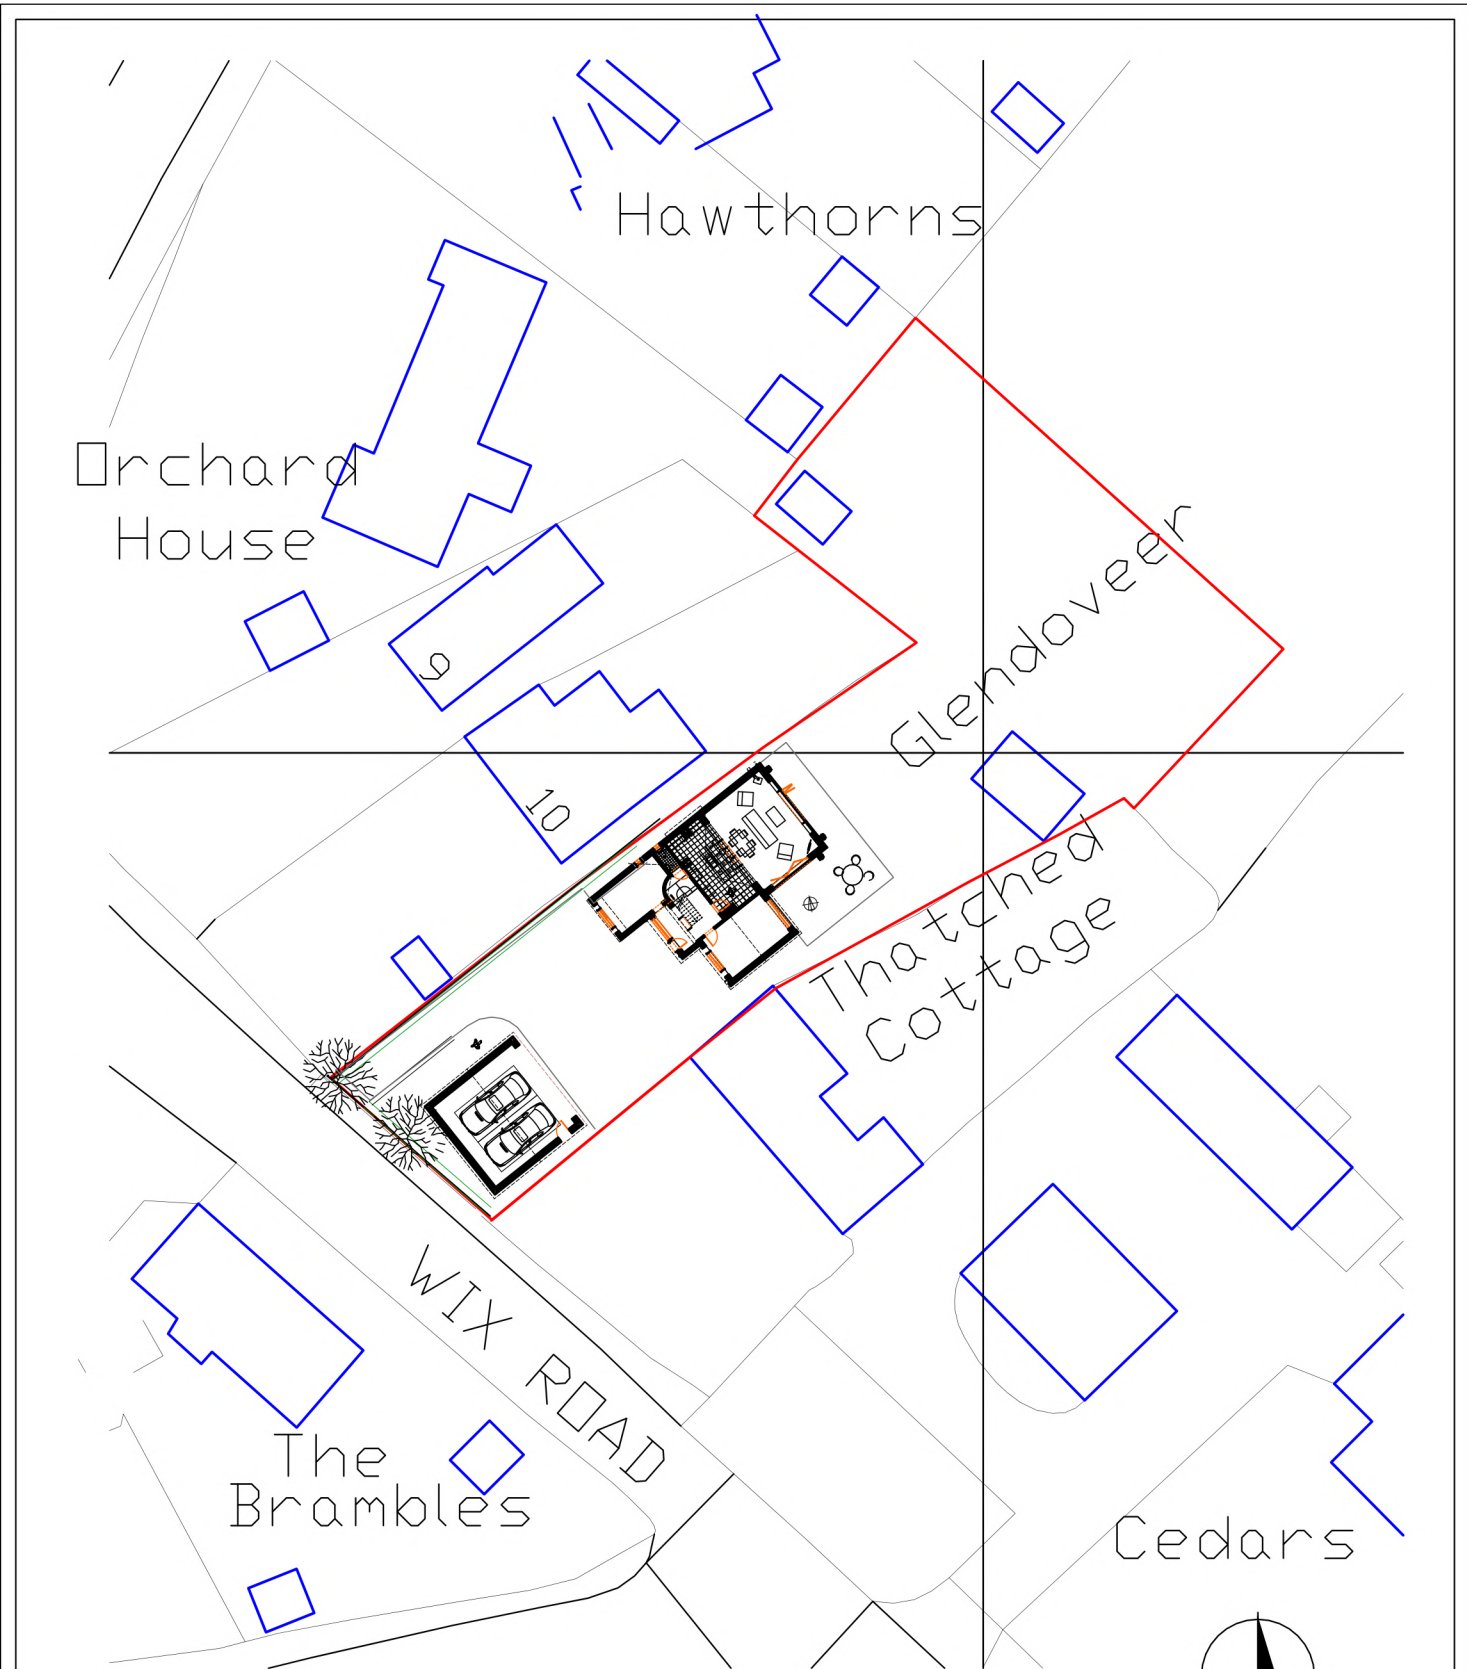 Hawthorns
Orchard
House
Glendoveer
9
10
Thatched
Cottage
WIX ROAD
The
Brambles
Cedars